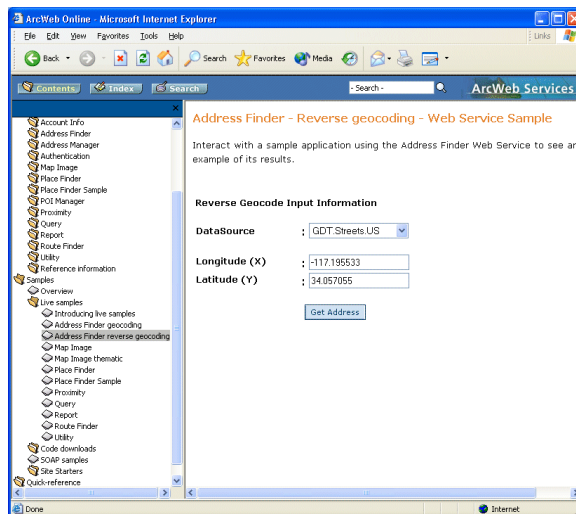 ArcWeb Online - Microsoft Internet Explorer
File Edit View Favorites Tools Help Links
Back Search Favorites Media
Contents Index Search - Search - ArcWeb Services
Account Info
Address Finder
Address Manager
Authentication
Map Image
Place Finder
Place Finder Sample
POI Manager
Proximity
Query
Report
Route Finder
Utility
Reference information
Samples
Overview
Live samples
Introducing live samples
Address Finder geocoding
Address Finder reverse geocoding
Map Image
Map Image thematic
Place Finder
Place Finder Sample
Proximity
Query
Report
Route Finder
Utility
Code downloads
SOAP samples
Site Starters
Quick-reference
Address Finder - Reverse geocoding - Web Service Sample
Interact with a sample application using the Address Finder Web Service to see an
example of its results.
Reverse Geocode Input Information
DataSource : GDT.Streets.US
Longitude (X) : -117.195533
Latitude (Y) : 34.057055
Get Address
Done Internet